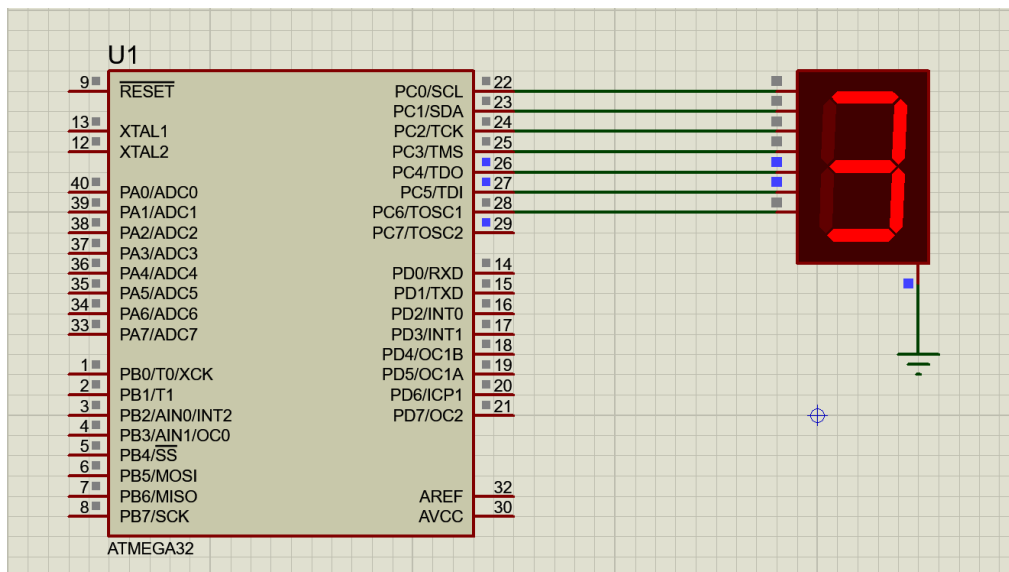 U1
9 RESET PC0/SCL 22
PC1/SDA 23
13 XTAL1 PC2/TCK 24
12 XTAL2 PC3/TMS 25
PC4/TDO 26
40 PA0/ADC0 PC5/TDI 27
39 PA1/ADC1 PC6/TOSC1 28
38 PA2/ADC2 PC7/TOSC2 29
37 PA3/ADC3
36 PA4/ADC4 PD0/RXD 14
35 PA5/ADC5 PD1/TXD 15
34 PA6/ADC6 PD2/INT0 16
33 PA7/ADC7 PD3/INT1 17
PD4/OC1B 18
1 PB0/T0/XCK PD5/OC1A 19
2 PB1/T1 PD6/ICP1 20
3 PB2/AIN0/INT2 PD7/OC2 21
4 PB3/AIN1/OC0
5 PB4/SS
6 PB5/MOSI
7 PB6/MISO AREF 32
8 PB7/SCK AVCC 30
ATMEGA32
3